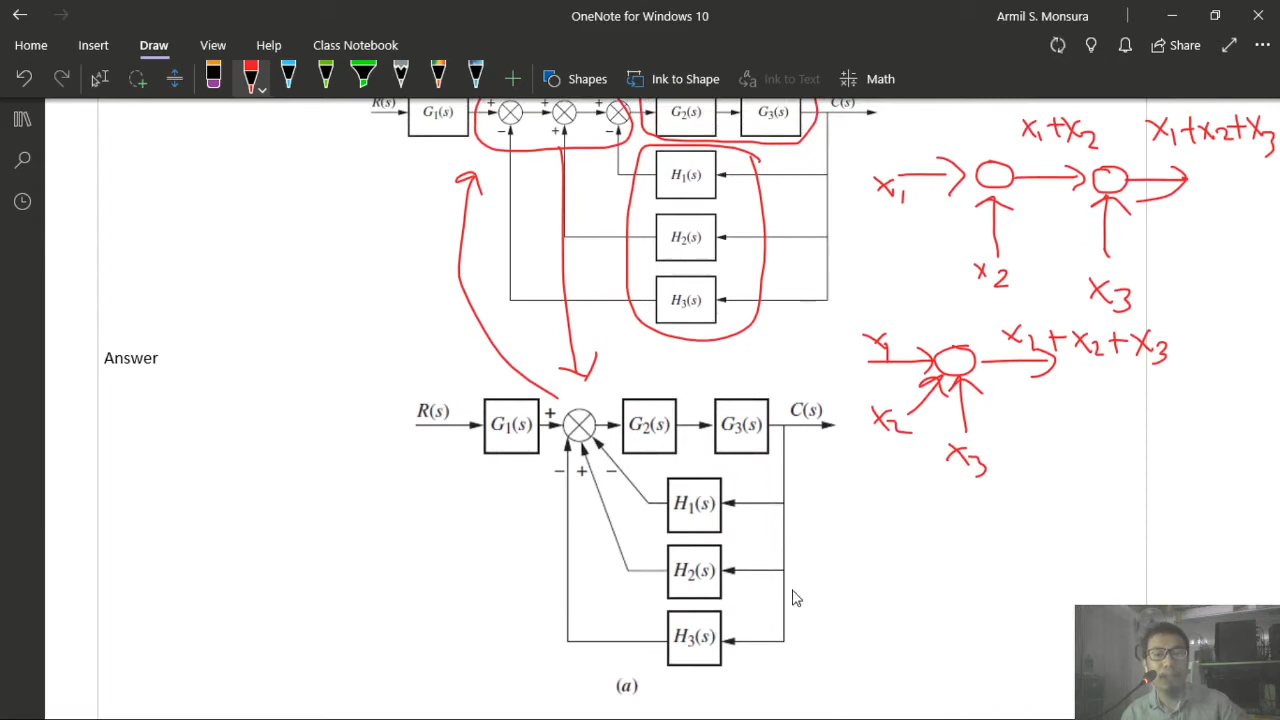 OneNote for Windows 10
Armil S. Monsura
Home Insert Draw View Help Class Notebook
Share
Shapes Ink to Shape Ink to Text Math
R(s) G1(s) + + + G2(s) G3(s) C(s)
− + −
H1(s)
H2(s)
H3(s)
x1+x2 x1+x2+x3
x1
x2 x3
x1 x1+x2+x3
x2
x3
Answer
R(s) G1(s) + G2(s) G3(s) C(s)
− + −
H1(s)
H2(s)
H3(s)
(a)